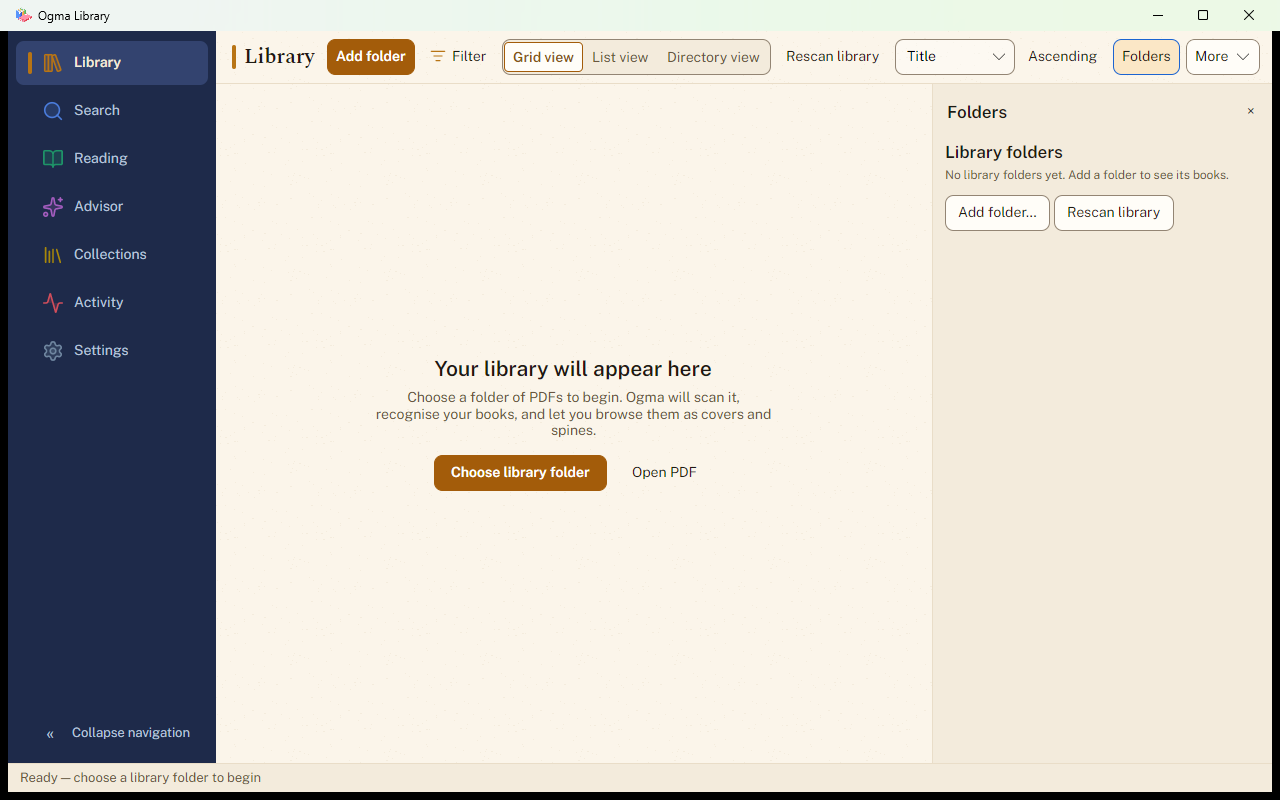 Ogma Library
Library
Search
Reading
Advisor
Collections
Activity
Settings
« Collapse navigation
Library
Add folder
Filter
Grid view
List view
Directory view
Rescan library
Title
Ascending
Folders
More
Your library will appear here
Choose a folder of PDFs to begin. Ogma will scan it,
recognise your books, and let you browse them as covers and
spines.
Choose library folder
Open PDF
Folders
×
Library folders
No library folders yet. Add a folder to see its books.
Add folder...
Rescan library
Ready — choose a library folder to begin